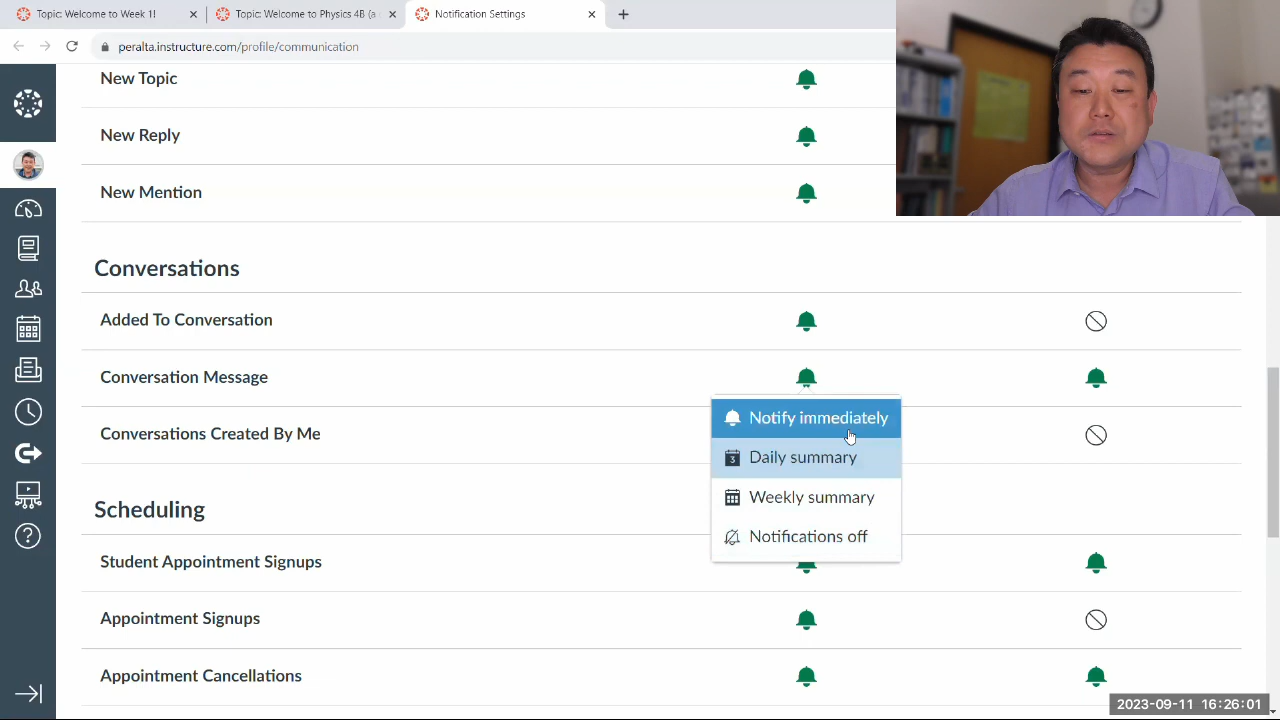 Topic: Welcome to Week 1!
Topic: Welcome to Physics 4B (a
Notification Settings
peralta.instructure.com/profile/communication
New Topic
New Reply
New Mention
Conversations
Added To Conversation
Conversation Message
Notify immediately
Conversations Created By Me
3 Daily summary
Weekly summary
Scheduling
Notifications off
Student Appointment Signups
Appointment Signups
Appointment Cancellations
2023-09-11 16:26:01